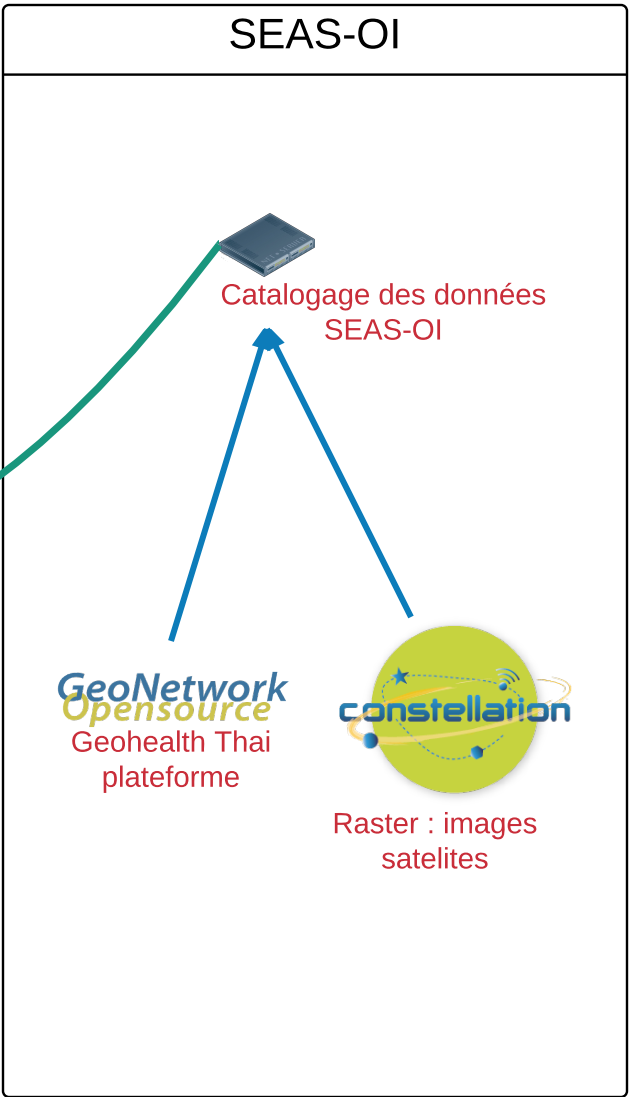 SEAS-OI
Catalogage des données
SEAS-OI
GeoNetwork
Opensource
Geohealth Thai
plateforme
constellation
Raster : images
satelites